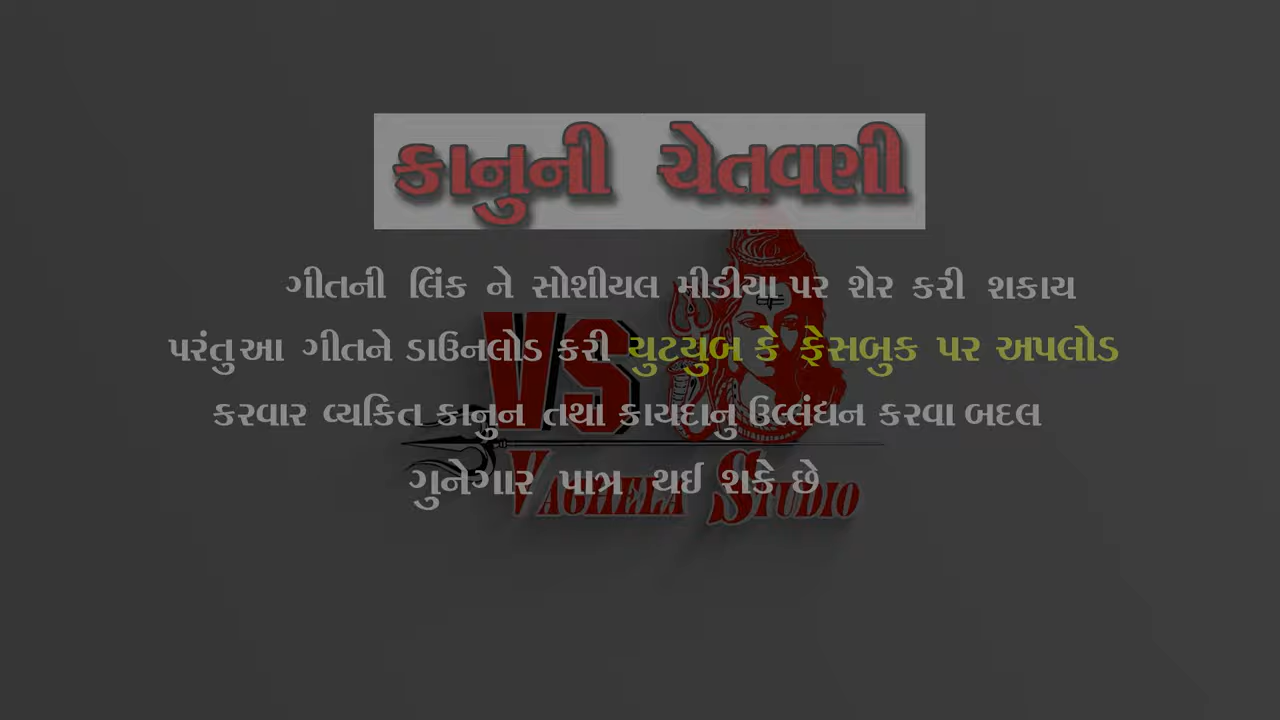 કાનુની ચેતવણી
ગીતની લિંક ને સોશીયલ મીડીયા પર શેર કરી શકાય
પરંતુ આ ગીતને ડાઉનલોડ કરી યુટયુબ કે ફેસબુક પર અપલોડ
કરવાર વ્યકિત કાનુન તથા કાયદાનુ ઉલ્લંઘન કરવા બદલ
ગુનેગાર પાત્ર થઈ શકે છે
VS
VAGHELA STUDIO